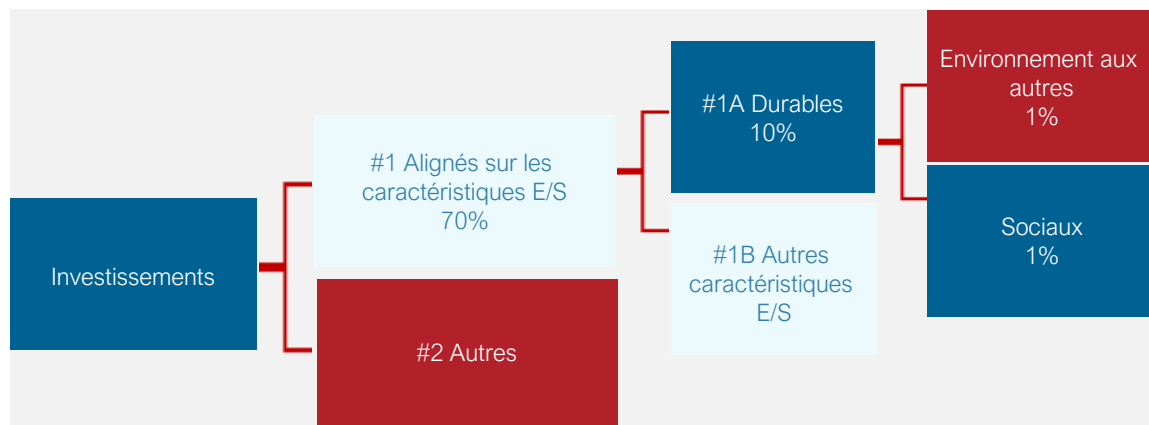 Investissements
#1 Alignés sur les
caractéristiques E/S
70%
#2 Autres
#1A Durables
10%
#1B Autres
caractéristiques
E/S
Environnement aux
autres
1%
Sociaux
1%